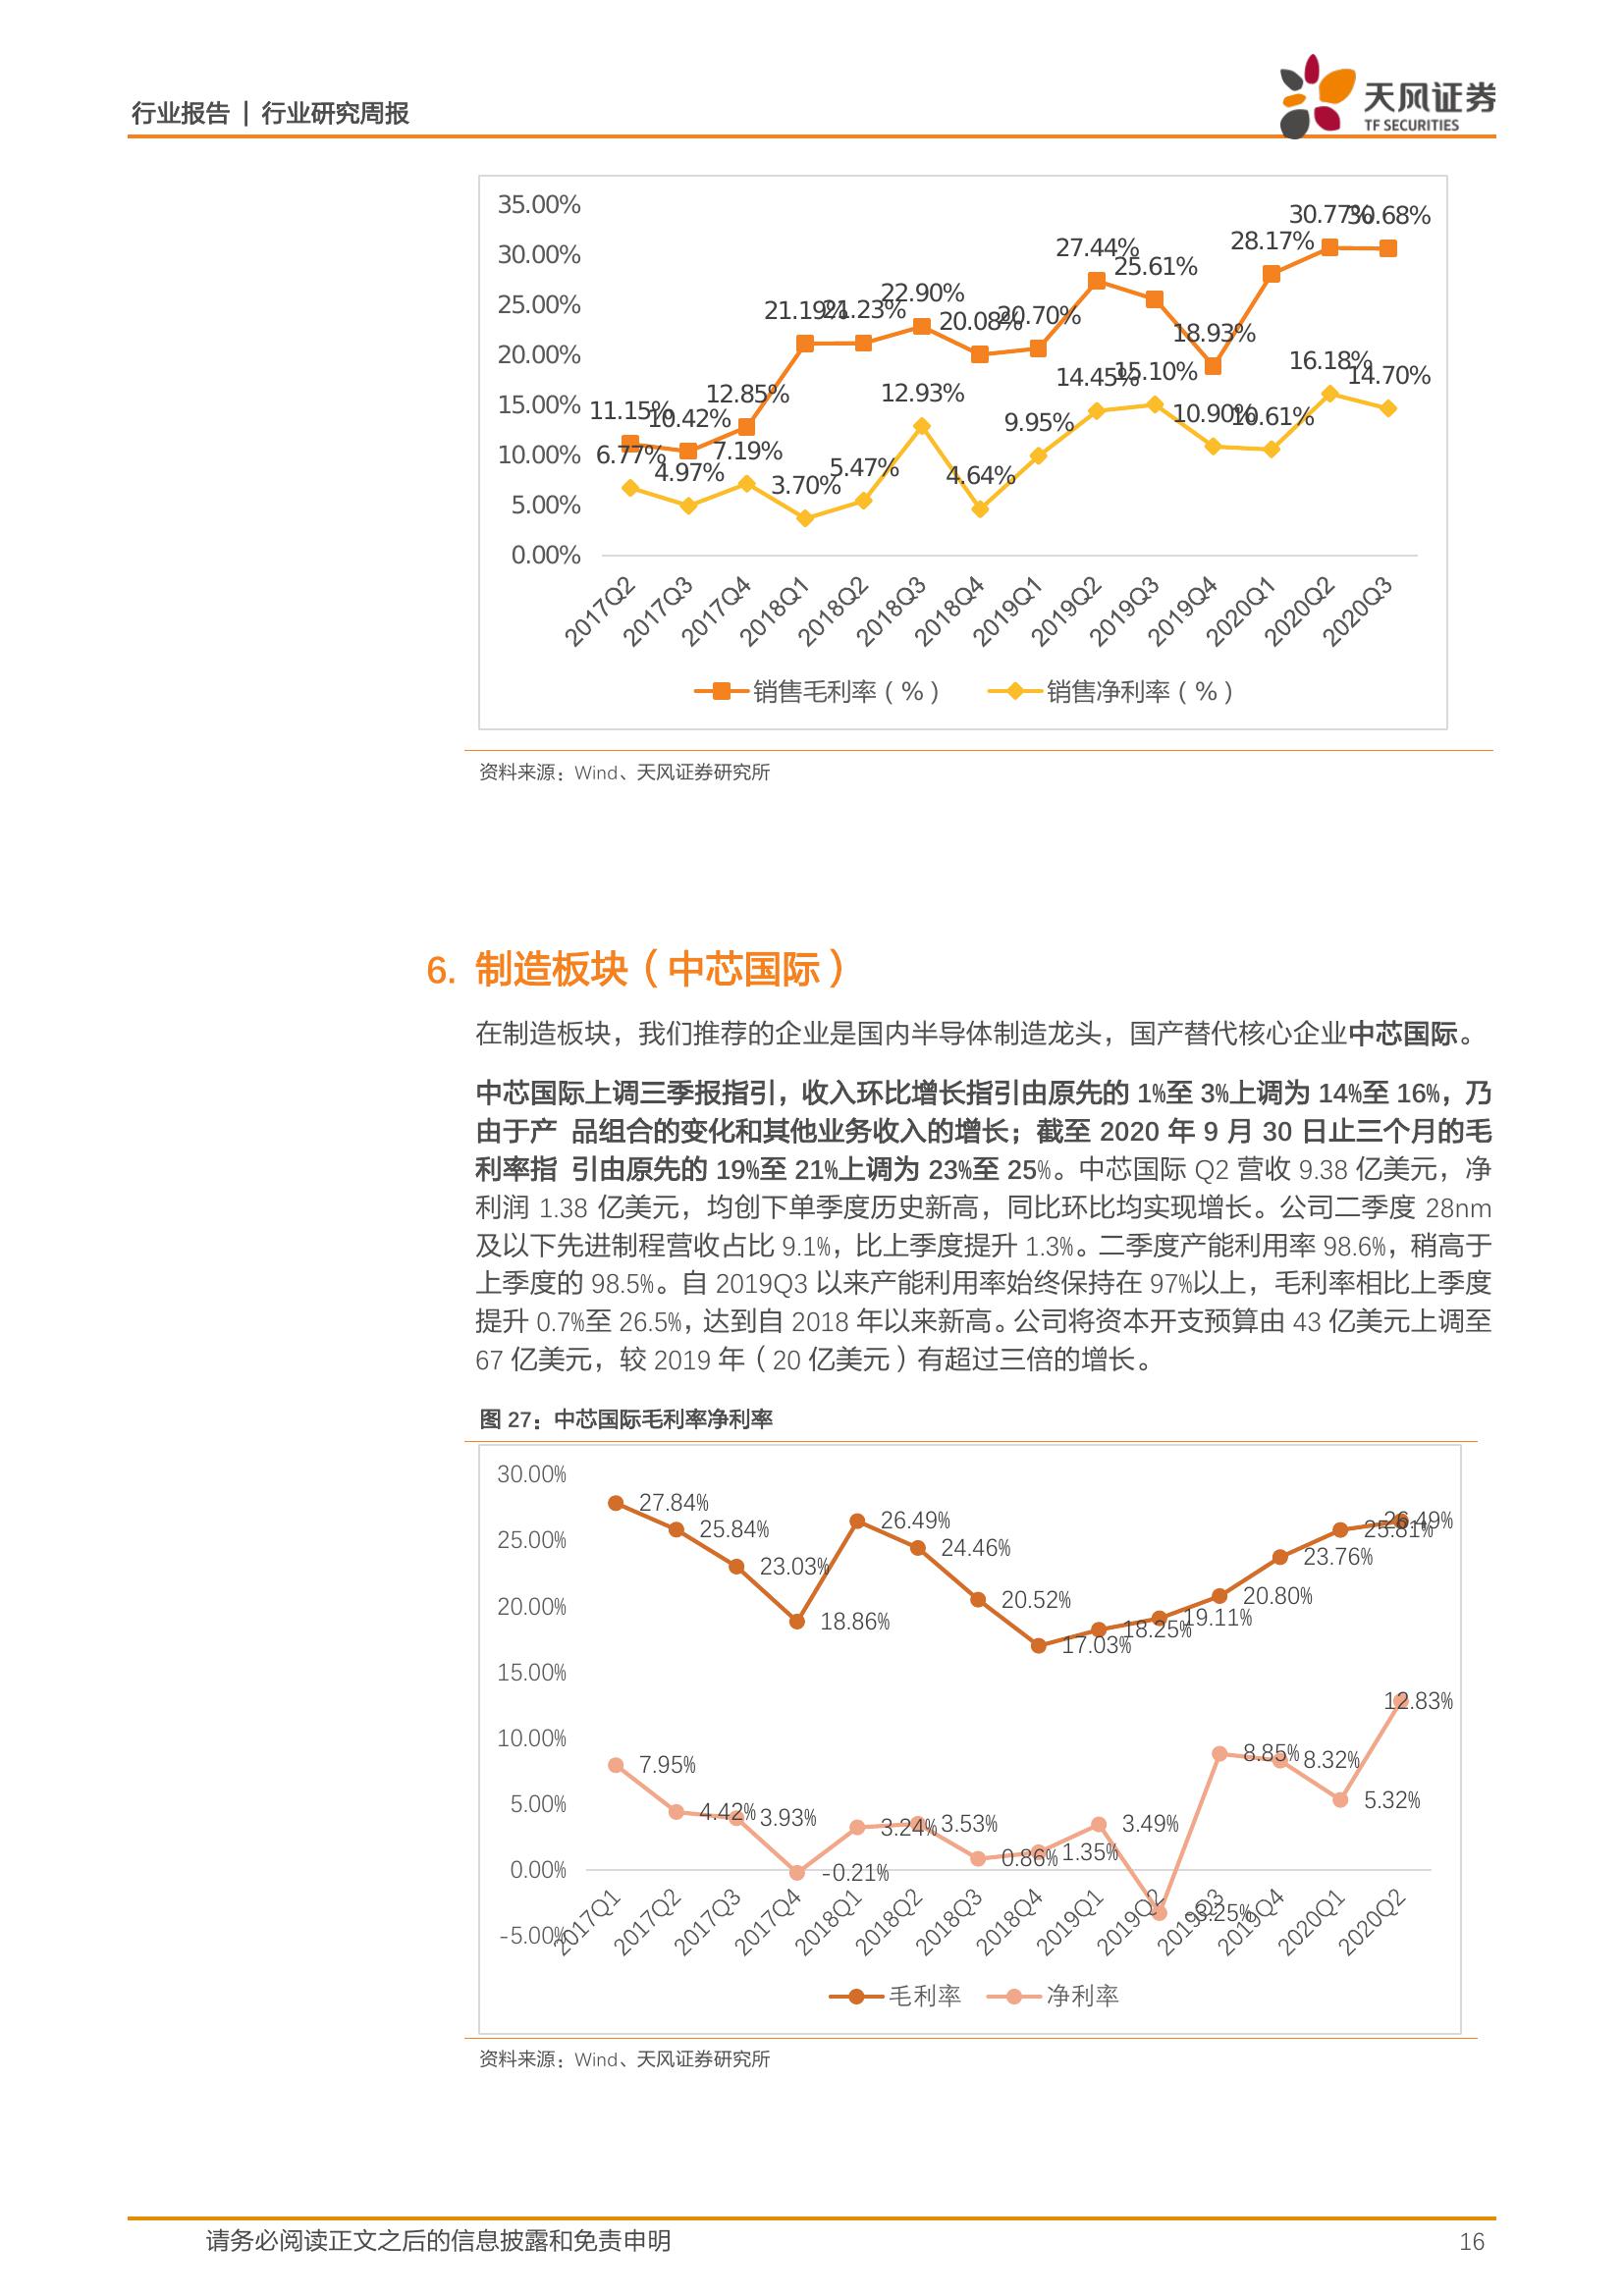 行业报告 | 行业研究周报
天风证券
TF SECURITIES
35.00%
30.00%
25.00%
20.00%
15.00%
10.00%
5.00%
0.00%
11.15%
10.42%
12.85%
21.19%
21.23%
22.90%
20.08%
20.70%
27.44%
25.61%
18.93%
28.17%
30.77%
30.68%
6.77%
4.97%
7.19%
3.70%
5.47%
12.93%
4.64%
9.95%
14.45%
15.10%
10.90%
10.61%
16.18%
14.70%
2017Q2
2017Q3
2017Q4
2018Q1
2018Q2
2018Q3
2018Q4
2019Q1
2019Q2
2019Q3
2019Q4
2020Q1
2020Q2
2020Q3
销售毛利率（%）
销售净利率（%）
资料来源：Wind、天风证券研究所
6. 制造板块（中芯国际）
在制造板块，我们推荐的企业是国内半导体制造龙头，国产替代核心企业中芯国际。
中芯国际上调三季报指引，收入环比增长指引由原先的 1%至 3%上调为 14%至 16%，乃
由于产 品组合的变化和其他业务收入的增长；截至 2020 年 9 月 30 日止三个月的毛
利率指 引由原先的 19%至 21%上调为 23%至 25%。中芯国际 Q2 营收 9.38 亿美元，净
利润 1.38 亿美元，均创下单季度历史新高，同比环比均实现增长。公司二季度 28nm
及以下先进制程营收占比 9.1%，比上季度提升 1.3%。二季度产能利用率 98.6%，稍高于
上季度的 98.5%。自 2019Q3 以来产能利用率始终保持在 97%以上，毛利率相比上季度
提升 0.7%至 26.5%，达到自 2018 年以来新高。公司将资本开支预算由 43 亿美元上调至
67 亿美元，较 2019 年（20 亿美元）有超过三倍的增长。
图 27：中芯国际毛利率净利率
30.00%
25.00%
20.00%
15.00%
10.00%
5.00%
0.00%
-5.00%
27.84%
25.84%
23.03%
18.86%
26.49%
24.46%
20.52%
17.03%
18.25%
19.11%
20.80%
23.76%
25.81%
26.49%
7.95%
4.42%
3.93%
-0.21%
3.24%
3.53%
0.86%
1.35%
3.49%
-3.25%
8.85%
8.32%
5.32%
12.83%
2017Q1
2017Q2
2017Q3
2017Q4
2018Q1
2018Q2
2018Q3
2018Q4
2019Q1
2019Q2
2019Q3
2019Q4
2020Q1
2020Q2
毛利率
净利率
资料来源：Wind、天风证券研究所
请务必阅读正文之后的信息披露和免责申明
16